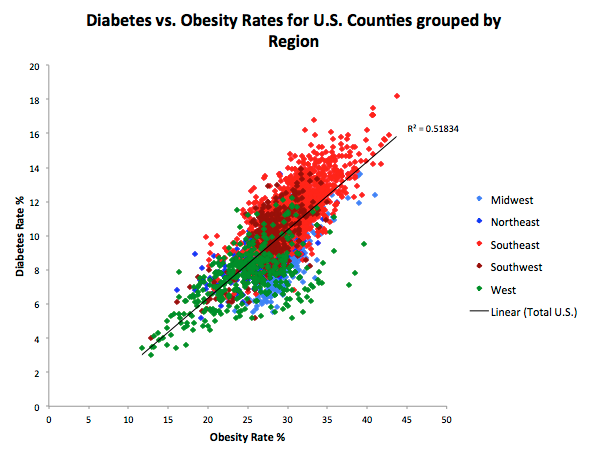 Diabetes vs. Obesity Rates for U.S. Counties grouped by
Region
20
18
16
14
12
10
8
6
4
2
0
Diabetes Rate %
R² = 0.51834
Midwest
Northeast
Southeast
Southwest
West
Linear (Total U.S.)
0 5 10 15 20 25 30 35 40 45 50
Obesity Rate %